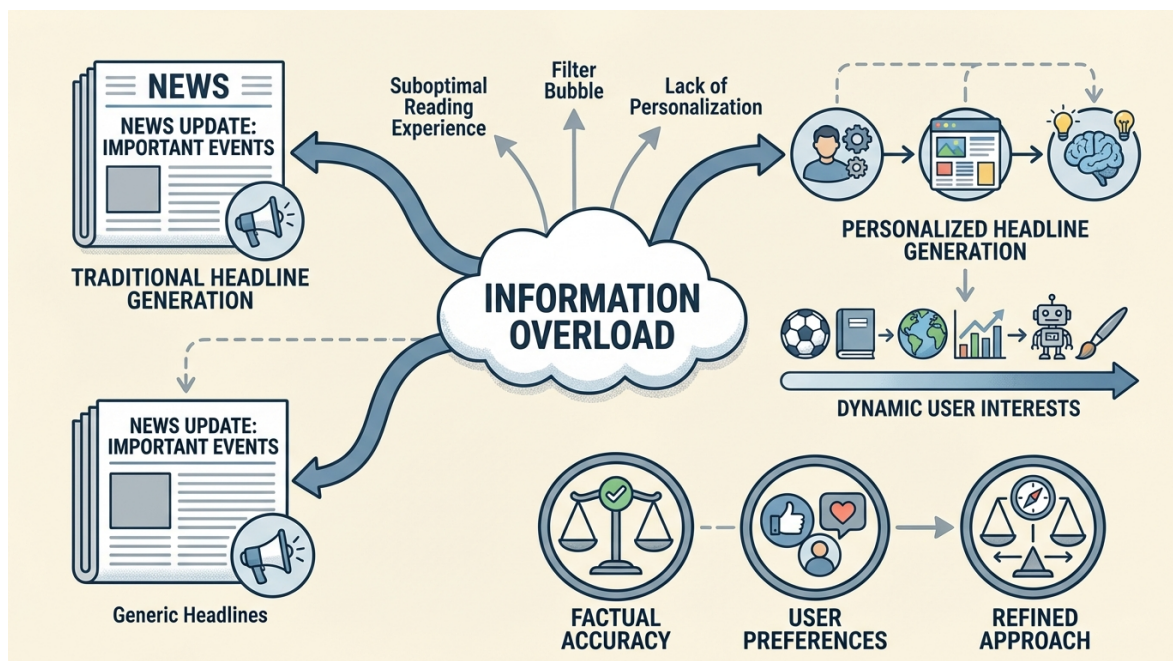 NEWS
NEWS UPDATE:
IMPORTANT EVENTS
TRADITIONAL HEADLINE
GENERATION
Suboptimal
Reading
Experience
Filter
Bubble
Lack of
Personalization
PERSONALIZED HEADLINE
GENERATION
INFORMATION
OVERLOAD
DYNAMIC USER INTERESTS
NEWS UPDATE:
IMPORTANT EVENTS
Generic Headlines
FACTUAL
ACCURACY
USER
PREFERENCES
REFINED
APPROACH